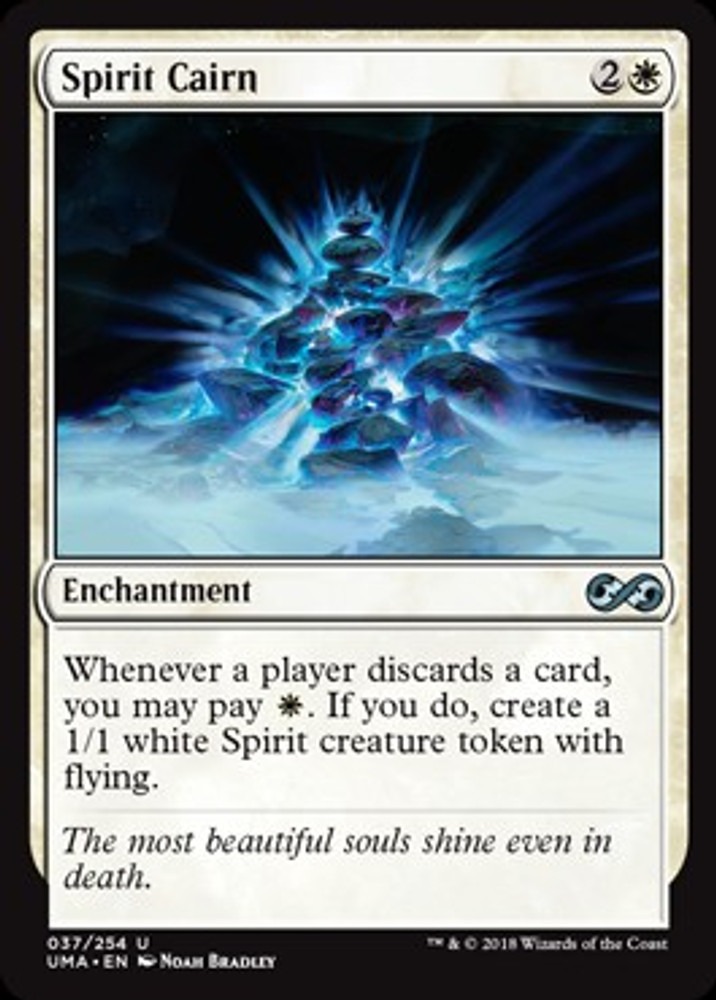 Spirit Cairn 2
Enchantment
Whenever a player discards a card,
you may pay . If you do, create a
1/1 white Spirit creature token with
flying.
The most beautiful souls shine even in
death.
037/254 U
™ & © 2018 Wizards of the Coast
UMA • EN Noah Bradley